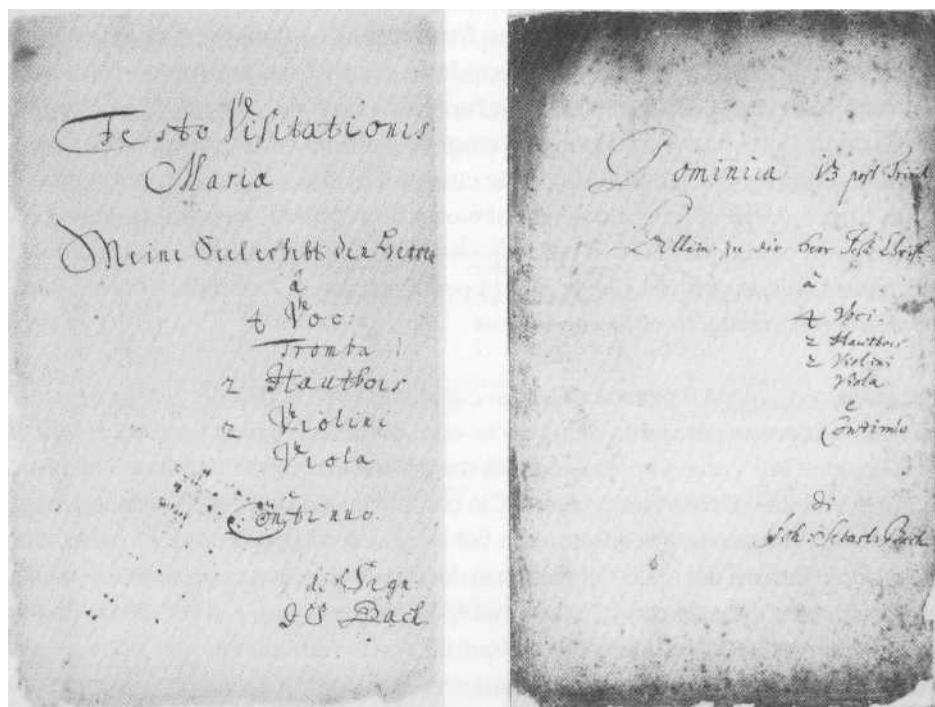 Festo Visitationis
Mariæ
Meine Seel erhebt den Herren
à
4 Voc:
Tromba
2 Hautbois
2 Violini
Viola
Continuo.
di Sigr
J S Bach
Dominica 13 post Trinit
Allein zu dir Herr Jesu Christ
à
4 Voci
2 Hautbois
2 Violini
Viola
e
Continuo
di
Joh: Sebast: Bach